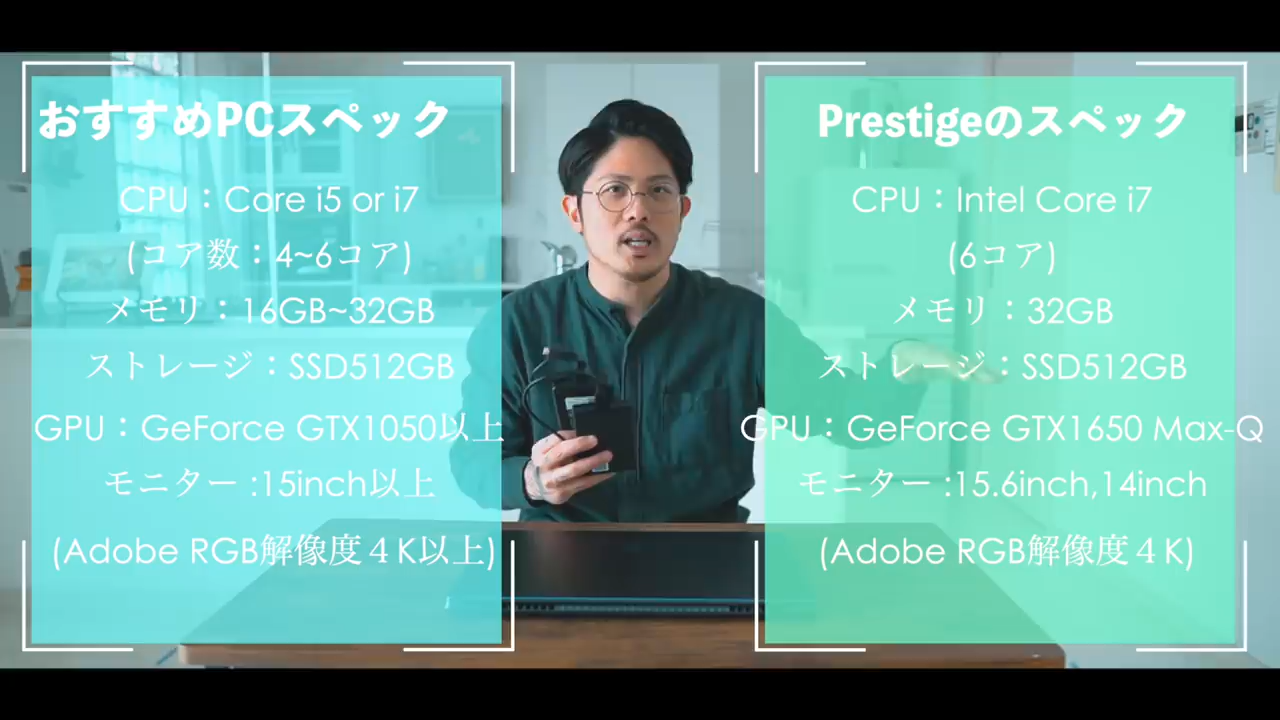 おすすめPCスペック
CPU：Core i5 or i7
(コア数：4~6コア)
メモリ：16GB~32GB
ストレージ：SSD512GB
GPU：GeForce GTX1050以上
モニター :15inch以上
(Adobe RGB解像度４K以上)
Prestigeのスペック
CPU：Intel Core i7
(6コア)
メモリ：32GB
ストレージ：SSD512GB
GPU：GeForce GTX1650 Max-Q
モニター :15.6inch,14inch
(Adobe RGB解像度４K)